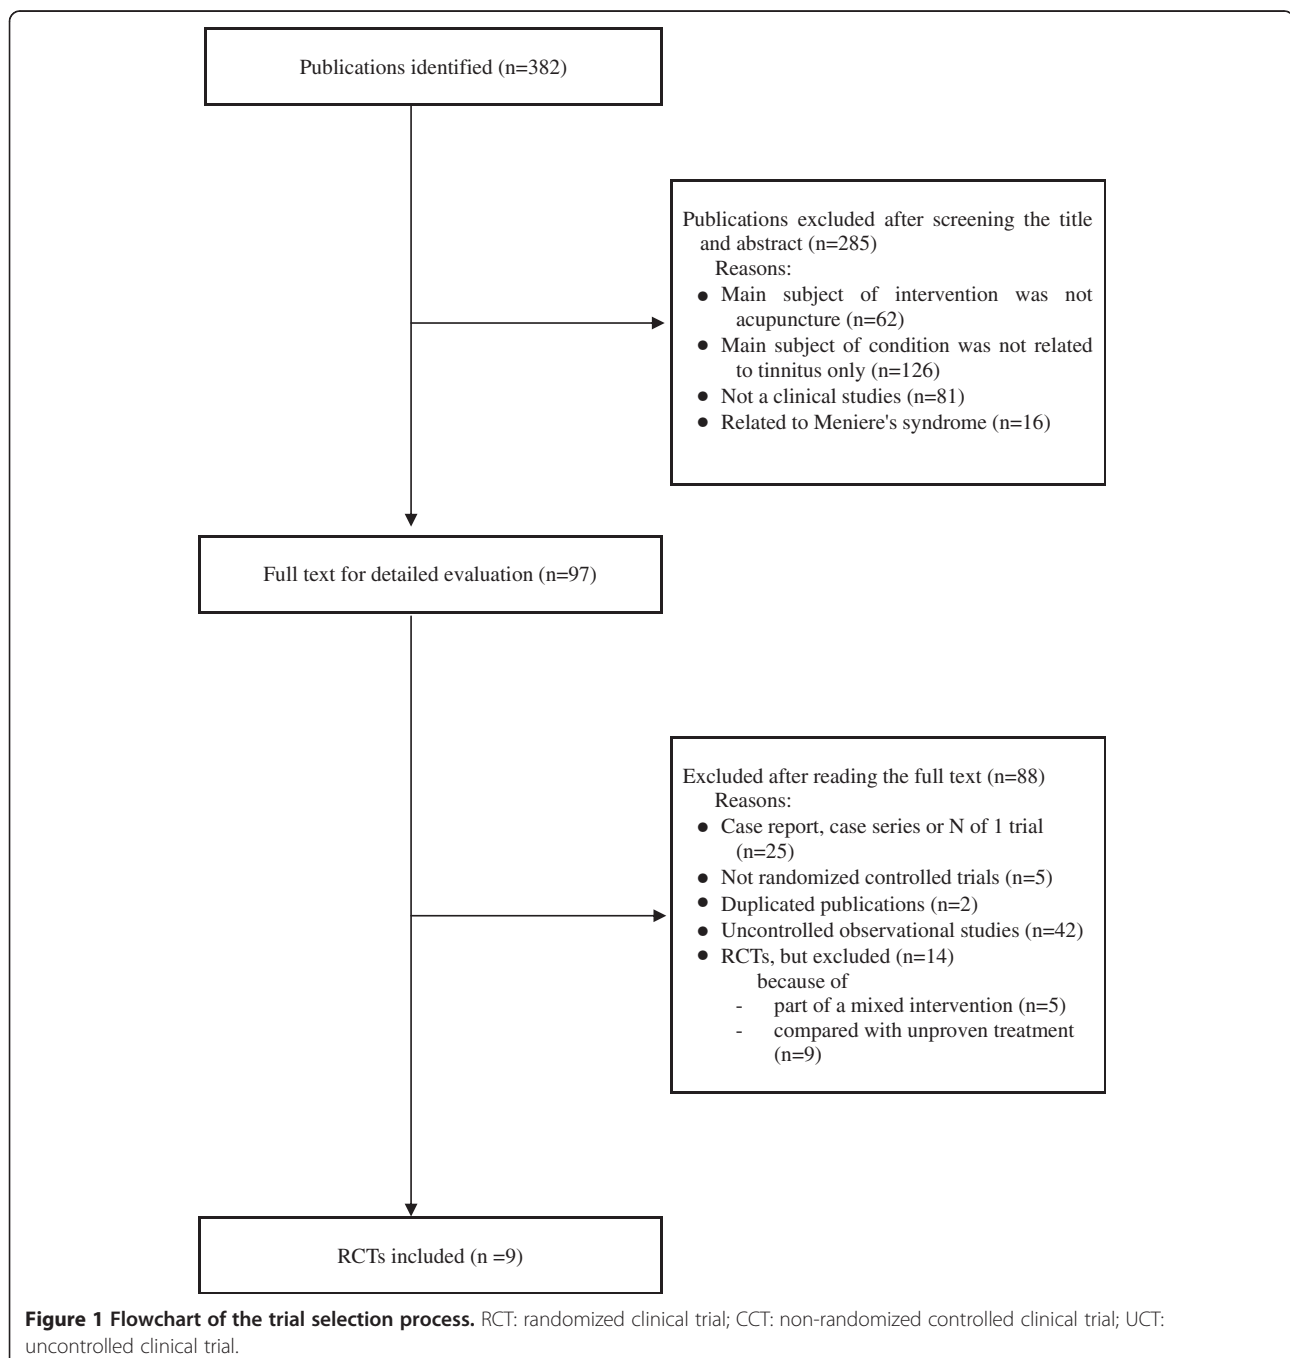 Publications identified (n=382)
Publications excluded after screening the title
and abstract (n=285)
Reasons:
● Main subject of intervention was not
acupuncture (n=62)
● Main subject of condition was not related
to tinnitus only (n=126)
● Not a clinical studies (n=81)
● Related to Meniere's syndrome (n=16)
Full text for detailed evaluation (n=97)
Excluded after reading the full text (n=88)
Reasons:
● Case report, case series or N of 1 trial
(n=25)
● Not randomized controlled trials (n=5)
● Duplicated publications (n=2)
● Uncontrolled observational studies (n=42)
● RCTs, but excluded (n=14)
because of
- part of a mixed intervention (n=5)
- compared with unproven treatment
(n=9)
RCTs included (n =9)
Figure 1 Flowchart of the trial selection process. RCT: randomized clinical trial; CCT: non-randomized controlled clinical trial; UCT:
uncontrolled clinical trial.